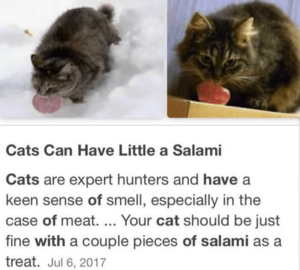 Cats Can Have Little a Salami
Cats are expert hunters and have a
keen sense of smell, especially in the
case of meat. ... Your cat should be just
fine with a couple pieces of salami as a
treat. Jul 6, 2017